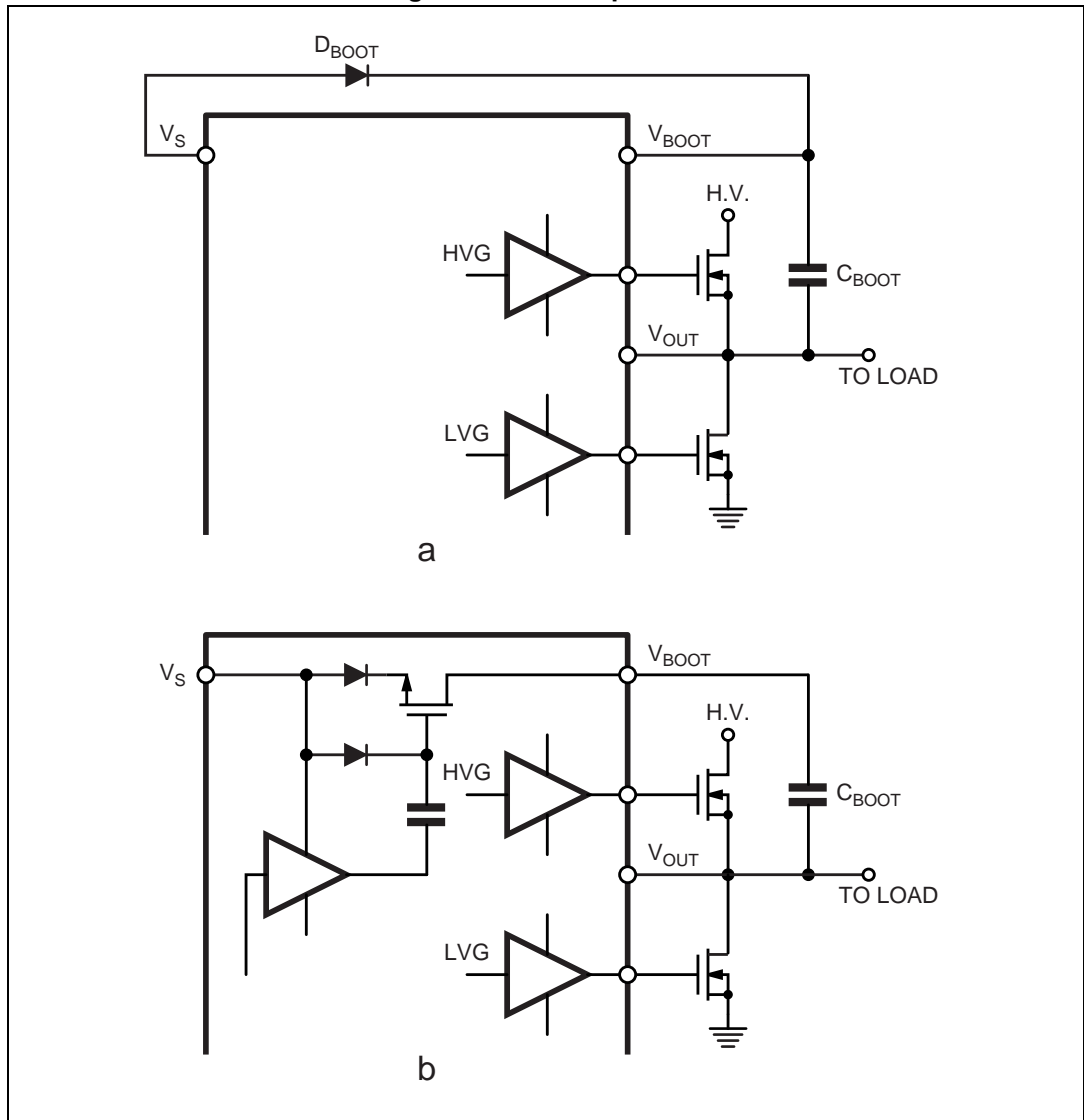 D_BOOT
V_S
V_BOOT
H.V.
HVG
C_BOOT
V_OUT
TO LOAD
LVG
a
V_S
V_BOOT
H.V.
HVG
C_BOOT
V_OUT
TO LOAD
LVG
b